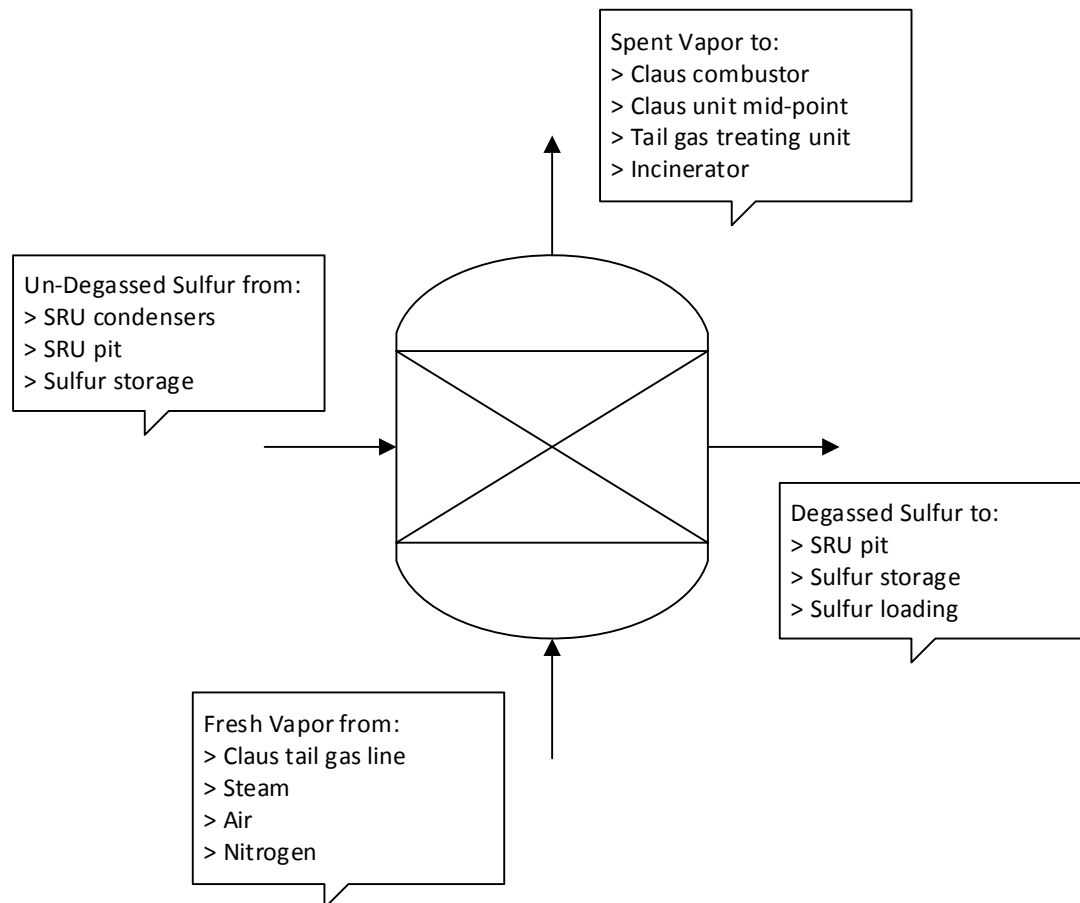 Spent Vapor to:
> Claus combustor
> Claus unit mid-point
> Tail gas treating unit
> Incinerator
Un-Degassed Sulfur from:
> SRU condensers
> SRU pit
> Sulfur storage
Degassed Sulfur to:
> SRU pit
> Sulfur storage
> Sulfur loading
Fresh Vapor from:
> Claus tail gas line
> Steam
> Air
> Nitrogen